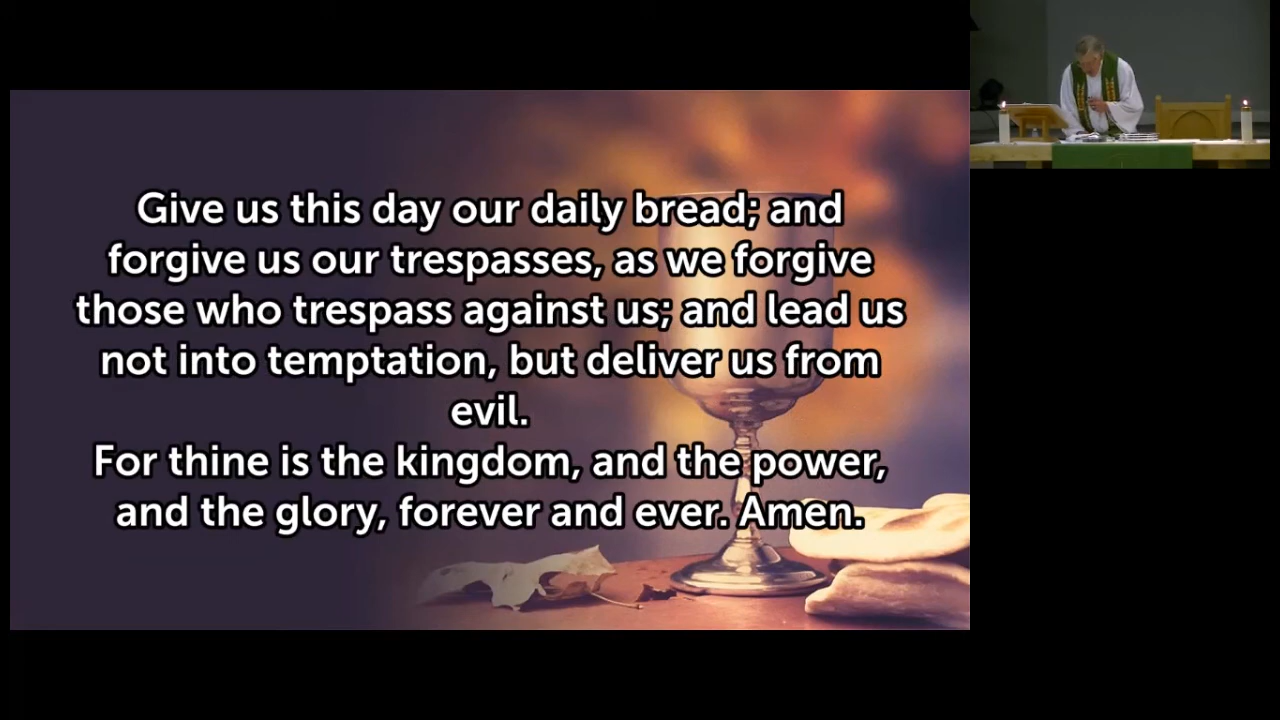 Give us this day our daily bread; and
forgive us our trespasses, as we forgive
those who trespass against us; and lead us
not into temptation, but deliver us from
evil.
For thine is the kingdom, and the power,
and the glory, forever and ever. Amen.